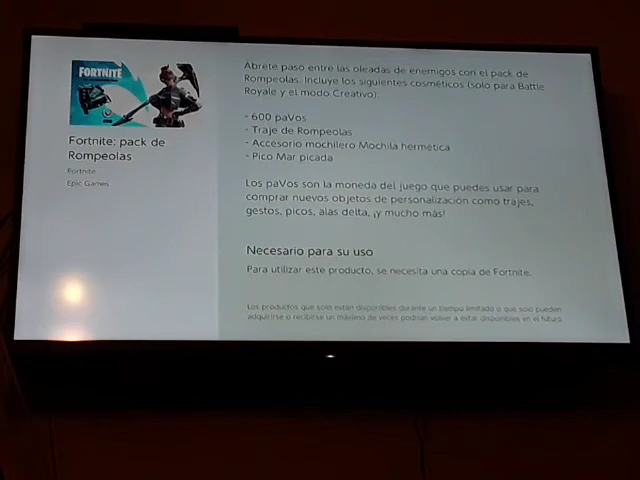 FORTNITE
Fortnite: pack de
Rompeolas
Fortnite
Epic Games
Ábrete paso entre las oleadas de enemigos con el pack de
Rompeolas. Incluye los siguientes cosméticos (solo para Battle
Royale y el modo Creativo):
- 600 paVos
- Traje de Rompeolas
- Accesorio mochilero Mochila hermética
- Pico Mar picada
Los paVos son la moneda del juego que puedes usar para
comprar nuevos objetos de personalización como trajes,
gestos, picos, alas delta, ¡y mucho más!
Necesario para su uso
Para utilizar este producto, se necesita una copia de Fortnite.
Los productos que solo están disponibles durante un tiempo limitado o que solo pueden
adquirirse o recibirse un máximo de veces podrían volver a estar disponibles en el futuro.